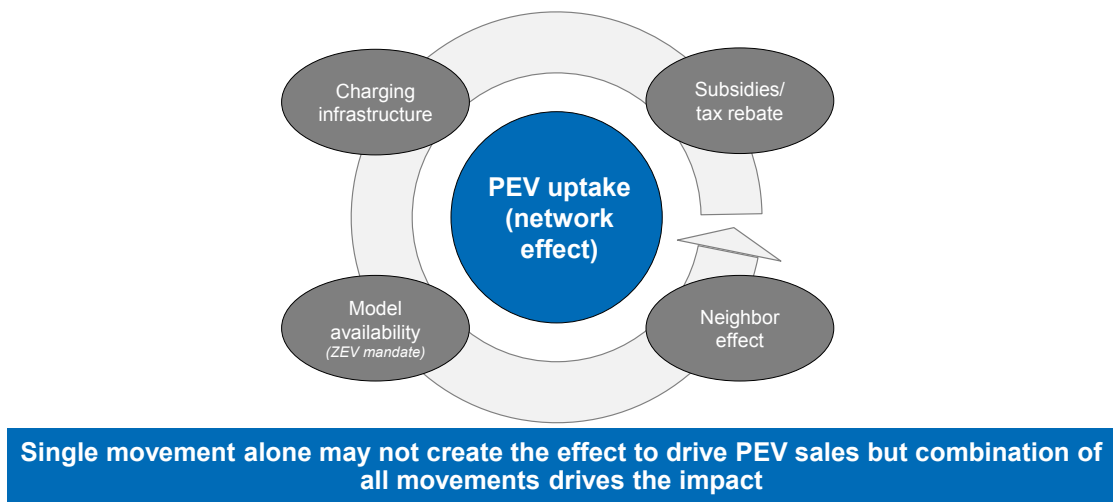 Charging
infrastructure
Subsidies/
tax rebate
PEV uptake
(network
effect)
Model
availability
(ZEV mandate)
Neighbor
effect
Single movement alone may not create the effect to drive PEV sales but combination of
all movements drives the impact